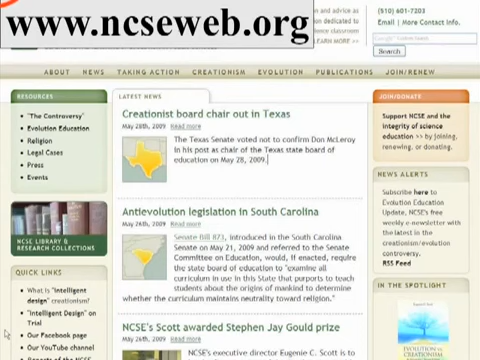 www.ncseweb.org
and advice as
dedicated to
science classroom
LEARN MORE >>
(510) 601-7203
Email | More Contact Info.
Search
ABOUT NEWS TAKING ACTION CREATIONISM EVOLUTION PUBLICATIONS JOIN/RENEW
RESOURCES
• "The Controversy"
• Evolution Education
• Religion
• Legal Cases
• Press
• Events
NCSE LIBRARY &
RESEARCH COLLECTIONS
QUICK LINKS
• What is "intelligent
design" creationism?
• "Intelligent Design" on
Trial
• Our Facebook page
• Our YouTube channel
LATEST NEWS
Creationist board chair out in Texas
May 28th, 2009 Read more
The Texas Senate voted not to confirm Don McLeroy
in his post as chair of the Texas state board of
education on May 28, 2009.
Antievolution legislation in South Carolina
May 26th, 2009 Read more
Senate Bill 873, introduced in the South Carolina
Senate on May 21, 2009 and referred to the Senate
Committee on Education, would, if enacted, require
the state board of education to "examine all
curriculum in use in this State that purports to teach
students about the origins of mankind to determine
whether the curriculum maintains neutrality toward religion."
NCSE's Scott awarded Stephen Jay Gould prize
May 26th, 2009 Read more
NCSE's executive director Eugenie C. Scott is to
JOIN/DONATE
Support NCSE and the
integrity of science
education >> by joining,
renewing, or donating.
NEWS ALERTS
Subscribe here to
Evolution Education
Update, NCSE's free
weekly e-newsletter with
the latest in the
creationism/evolution
controversy.
RSS Feed
IN THE SPOTLIGHT